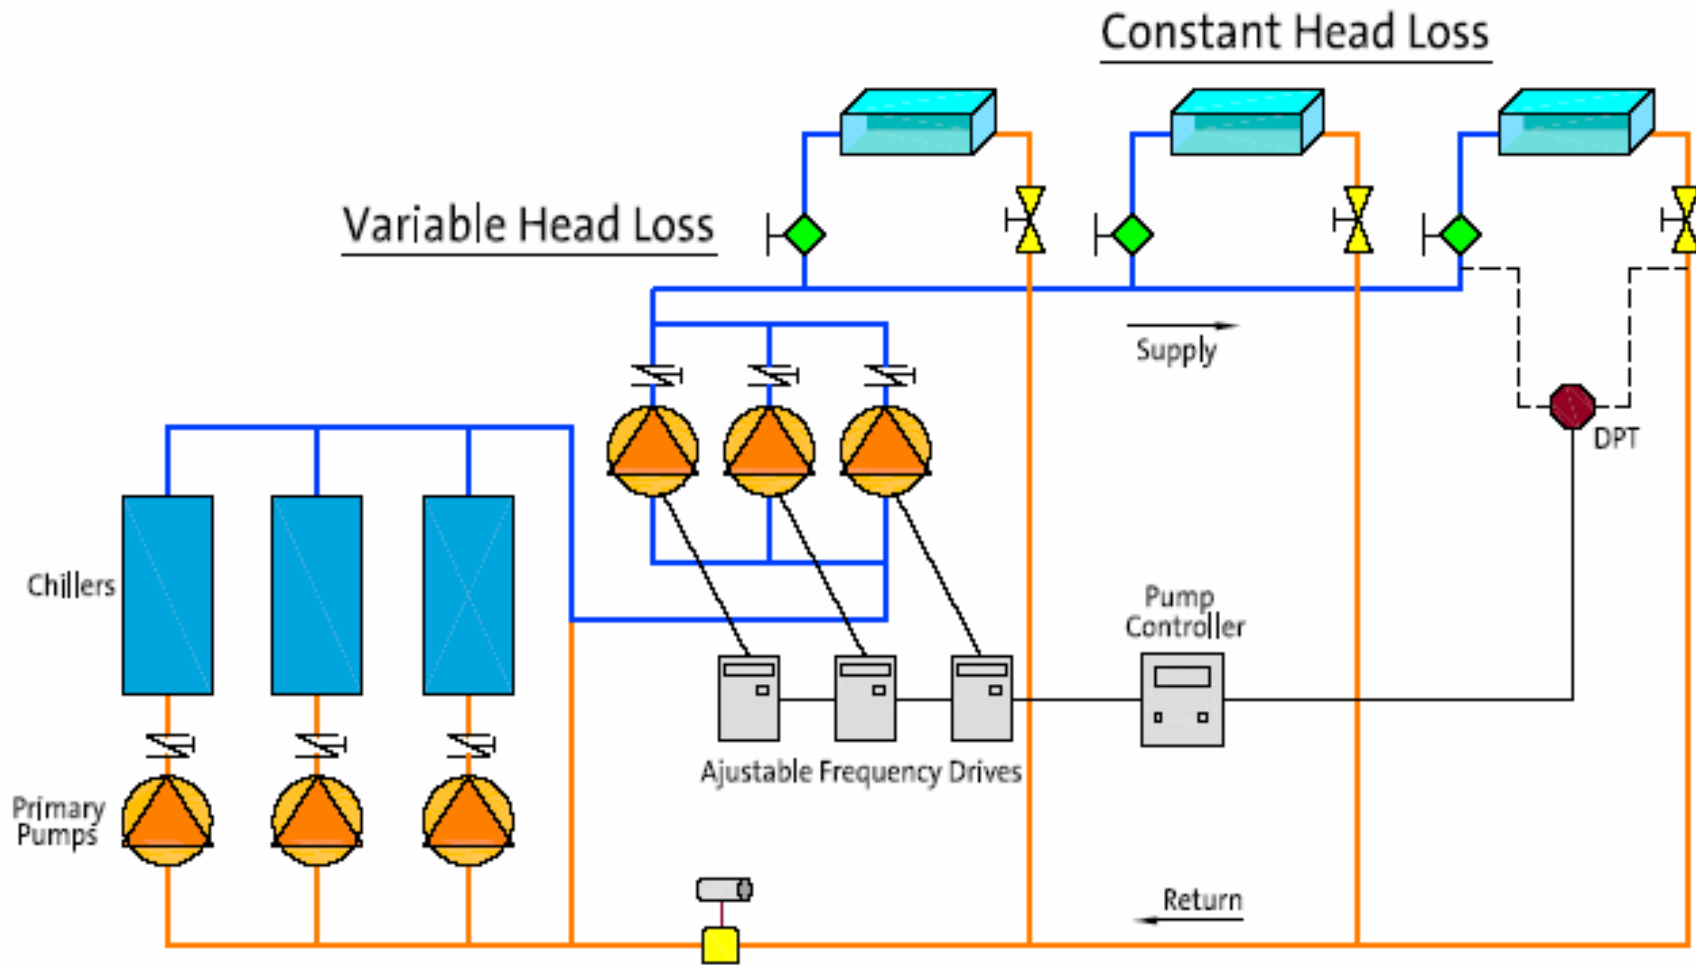 Constant Head Loss
Variable Head Loss
Supply
DPT
Chillers
Pump
Controller
Ajustable Frequency Drives
Primary
Pumps
Return